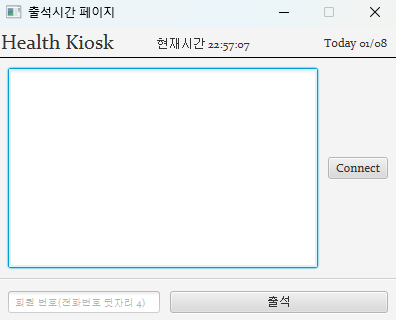 출석시간 페이지
Health Kiosk 현재시간 22:57:07 Today 01/08
Connect
회원 번호(전화번호 뒷자리 4) 출석